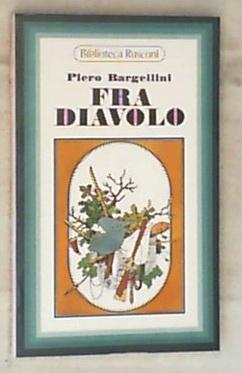 Biblioteca Rusconi
Piero Bargellini
FRA
DIAVOLO